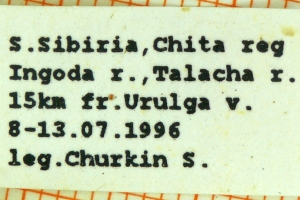 S.Sibiria,Chita reg
Ingoda r.,Talacha r.
15km fr.Urulga v.
8-13.07.1996
leg.Churkin S.